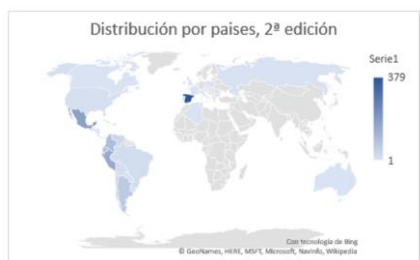 Distribución por paises, 2ª edición
Serie1
379
1
Con tecnología de Bing
© GeoNames, HERE, MSFT, Microsoft, NavInfo, Wikipedia